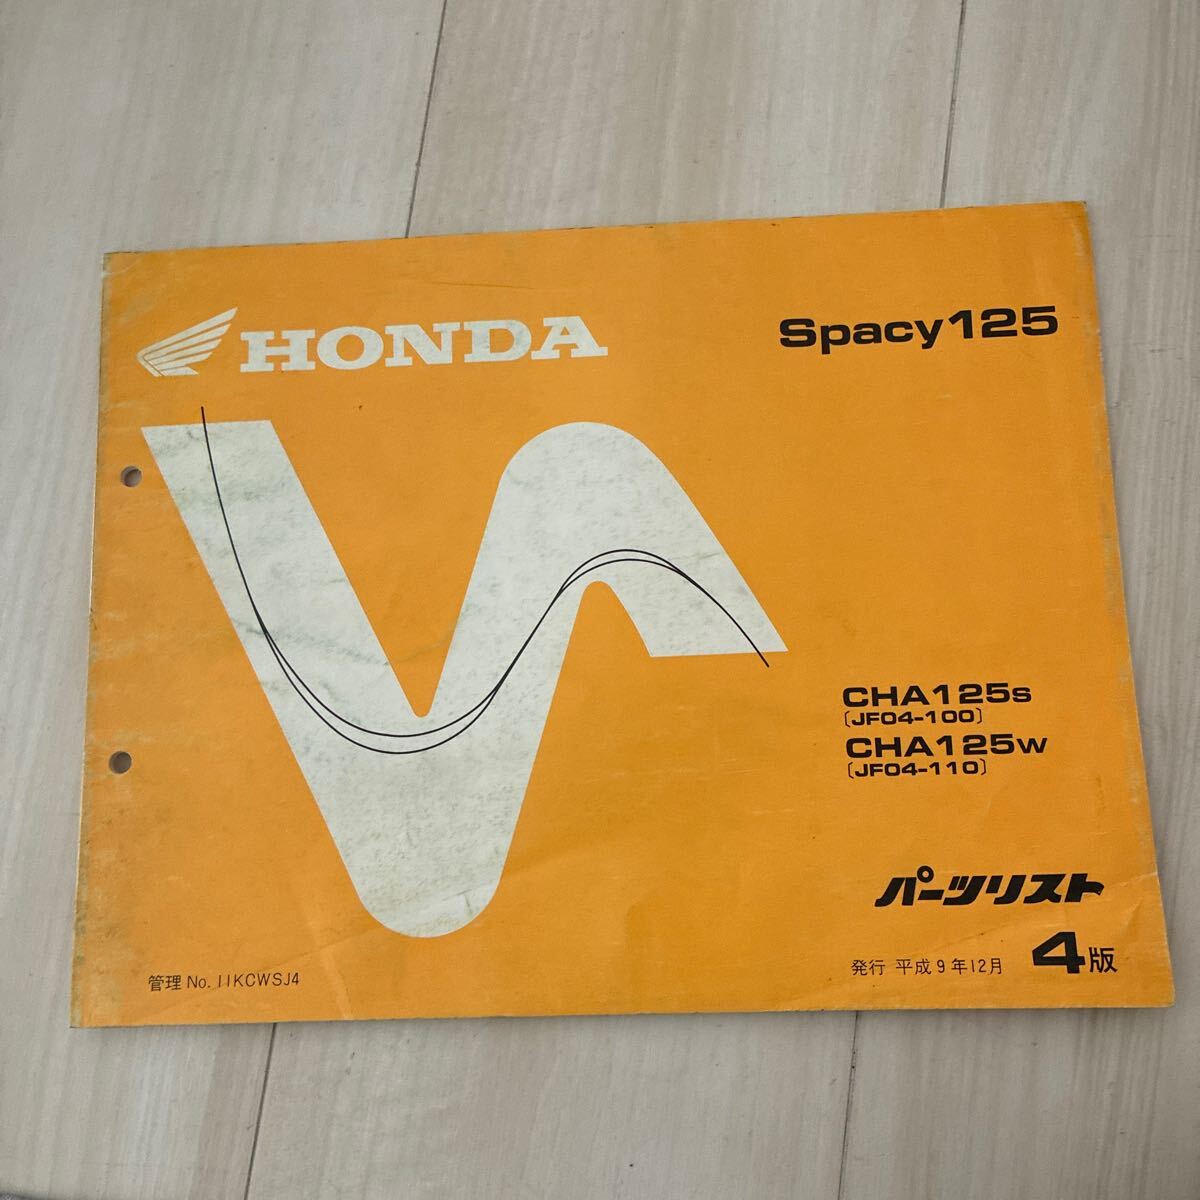 HONDA
Spacy125
CHA125S
〔JF04-100〕
CHA125W
〔JF04-110〕
パーツリスト
発行 平成9年12月 4版
管理 No. 11KCWSJ4